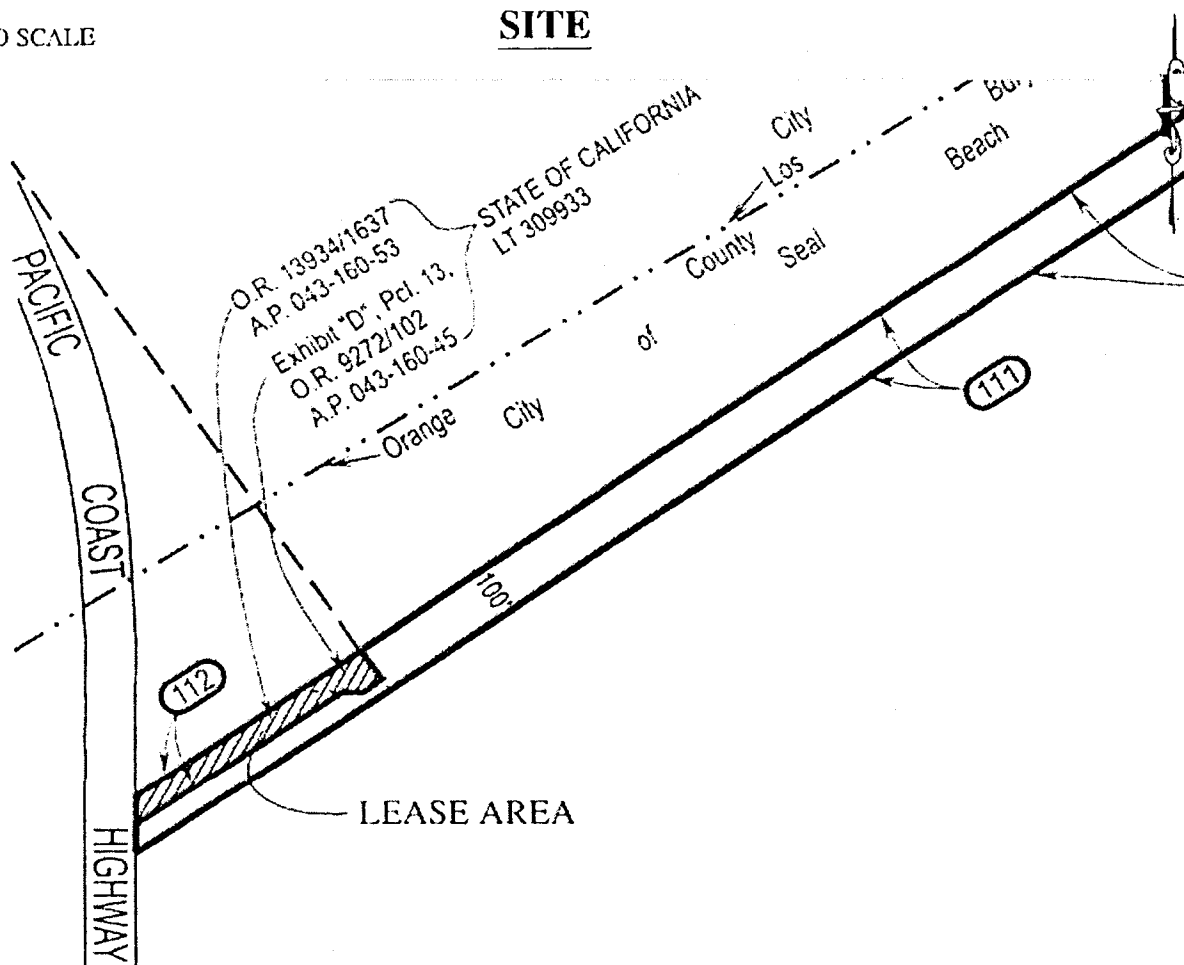 SITE
SCALE
STATE OF CALIFORNIA
LT 309933
O.R. 13934/1637
A.P. 043-160-53
Exhibit "D", Pcl. 13,
O.R. 9272/102
A.P. 043-160-45
City
Los
Beach
County
Seal
of
Orange
City
PACIFIC
COAST
HIGHWAY
100'
111
112
LEASE AREA